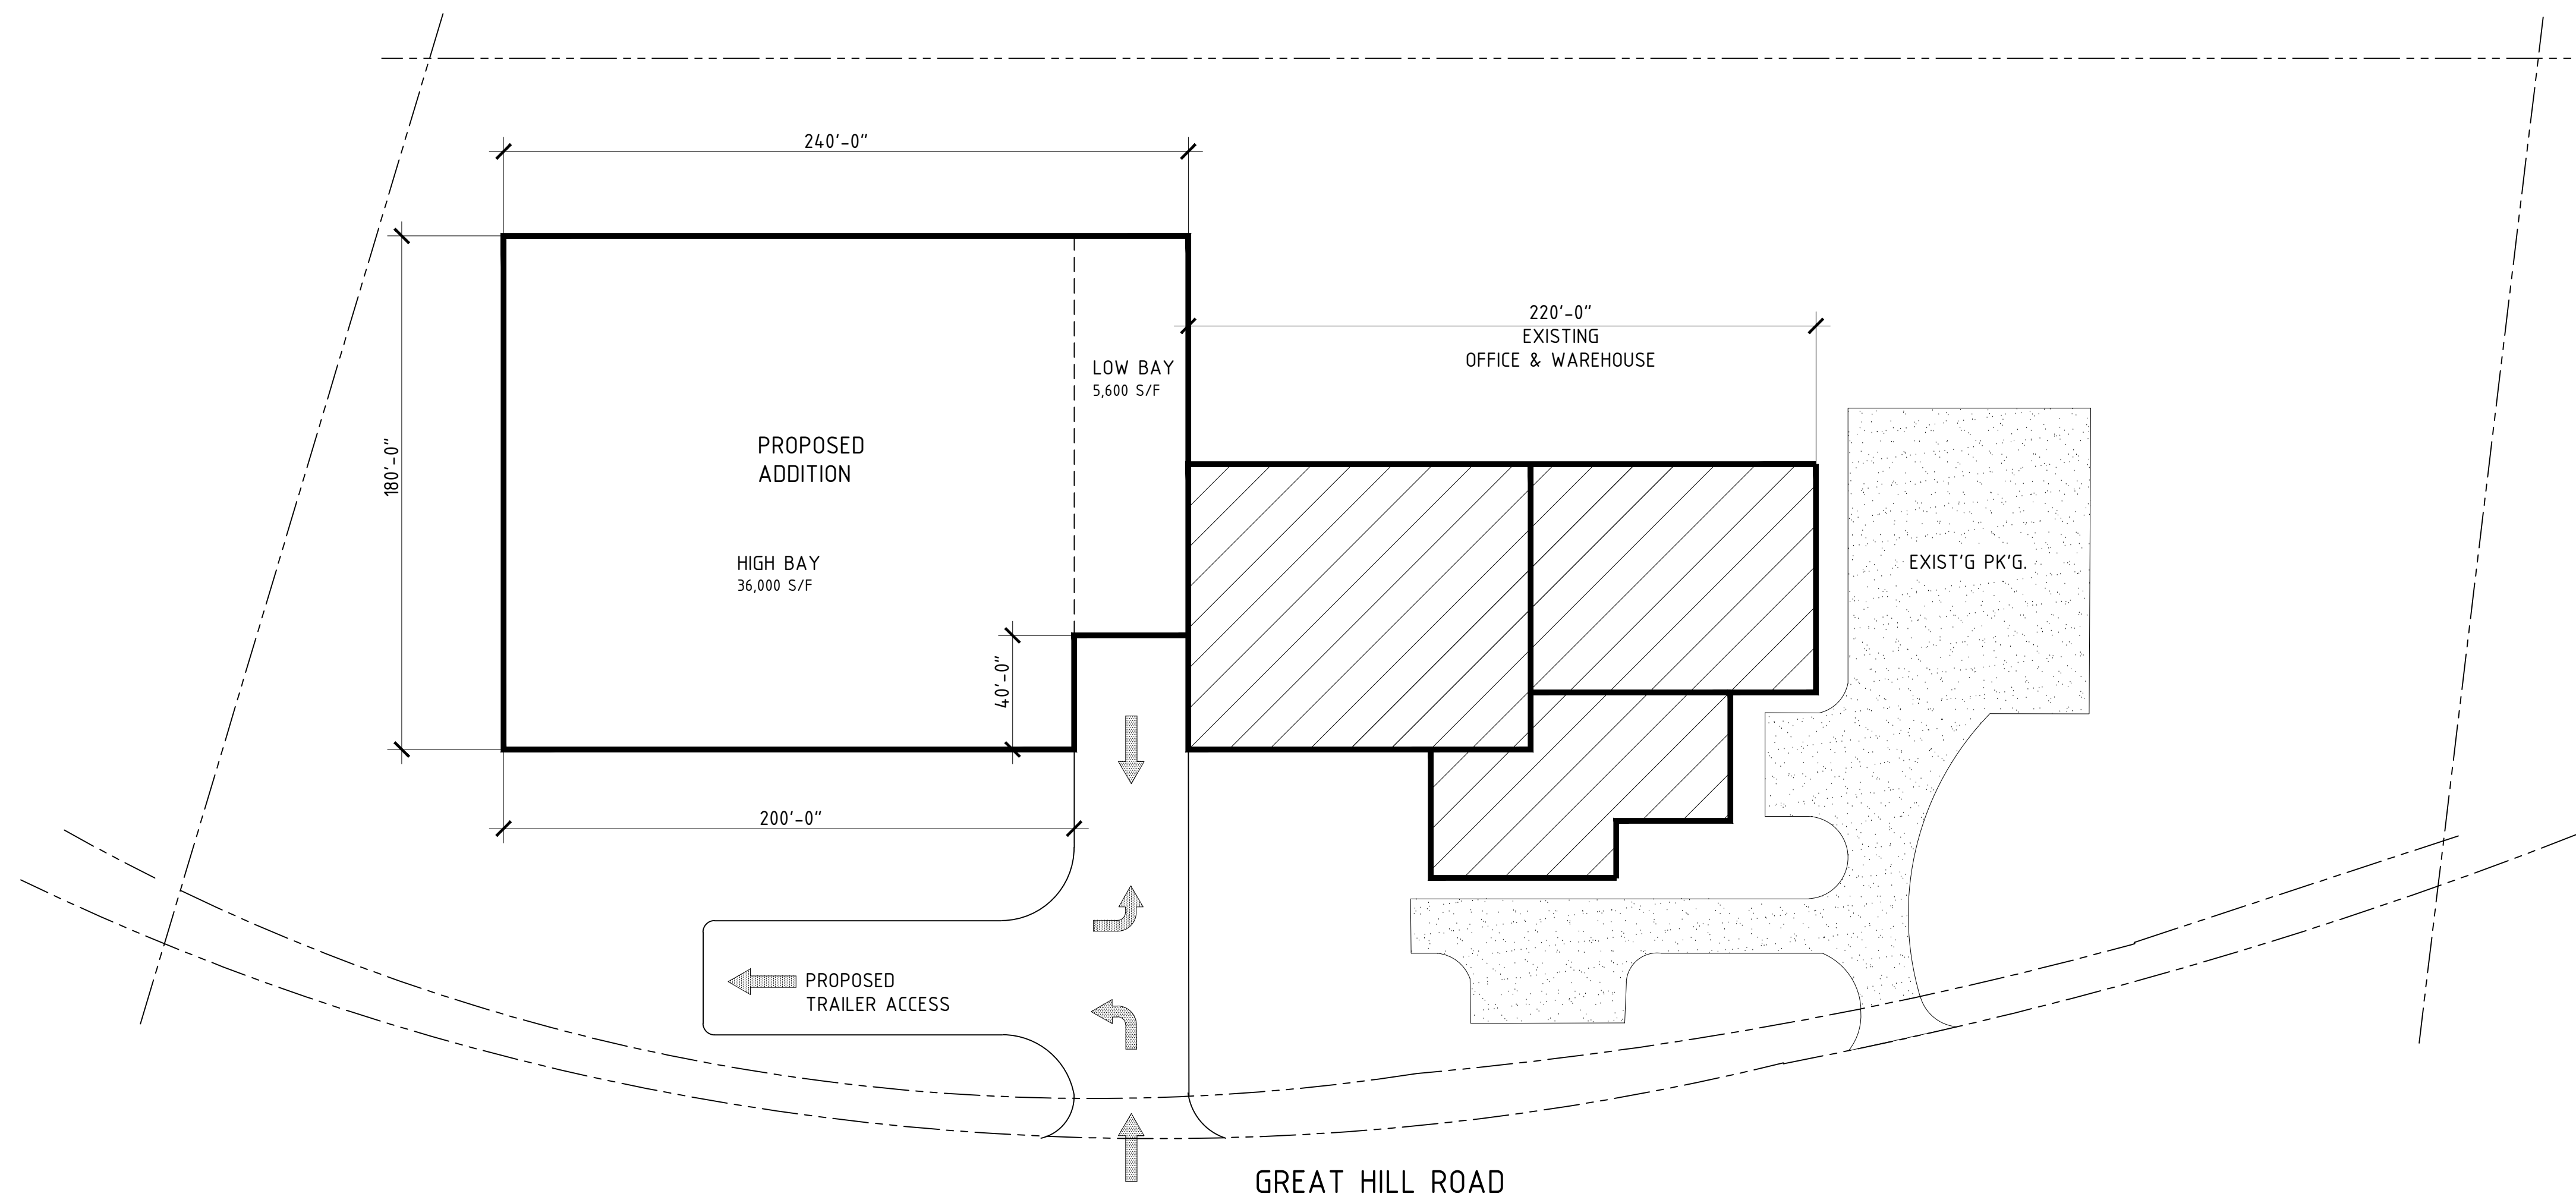 240'-0"
220'-0"
EXISTING
OFFICE & WAREHOUSE
LOW BAY
5,600 S/F
PROPOSED
ADDITION
180'-0"
HIGH BAY
36,000 S/F
EXIST'G PK'G.
40'-0"
200'-0"
PROPOSED
TRAILER ACCESS
GREAT HILL ROAD